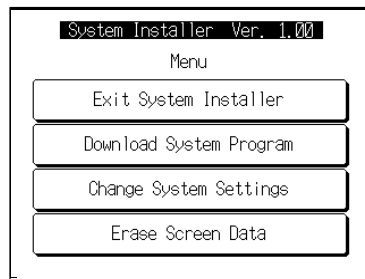 System Installer Ver. 1.00
Menu
Exit System Installer
Download System Program
Change System Settings
Erase Screen Data